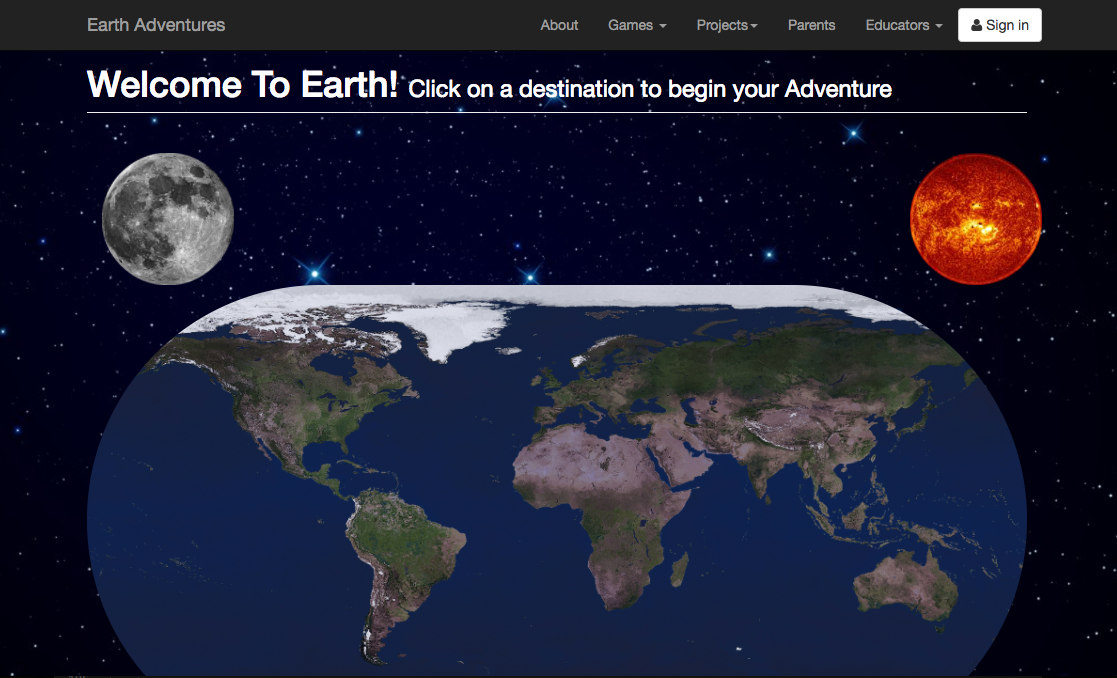 Earth Adventures About Games Projects Parents Educators Sign in
Welcome To Earth! Click on a destination to begin your Adventure